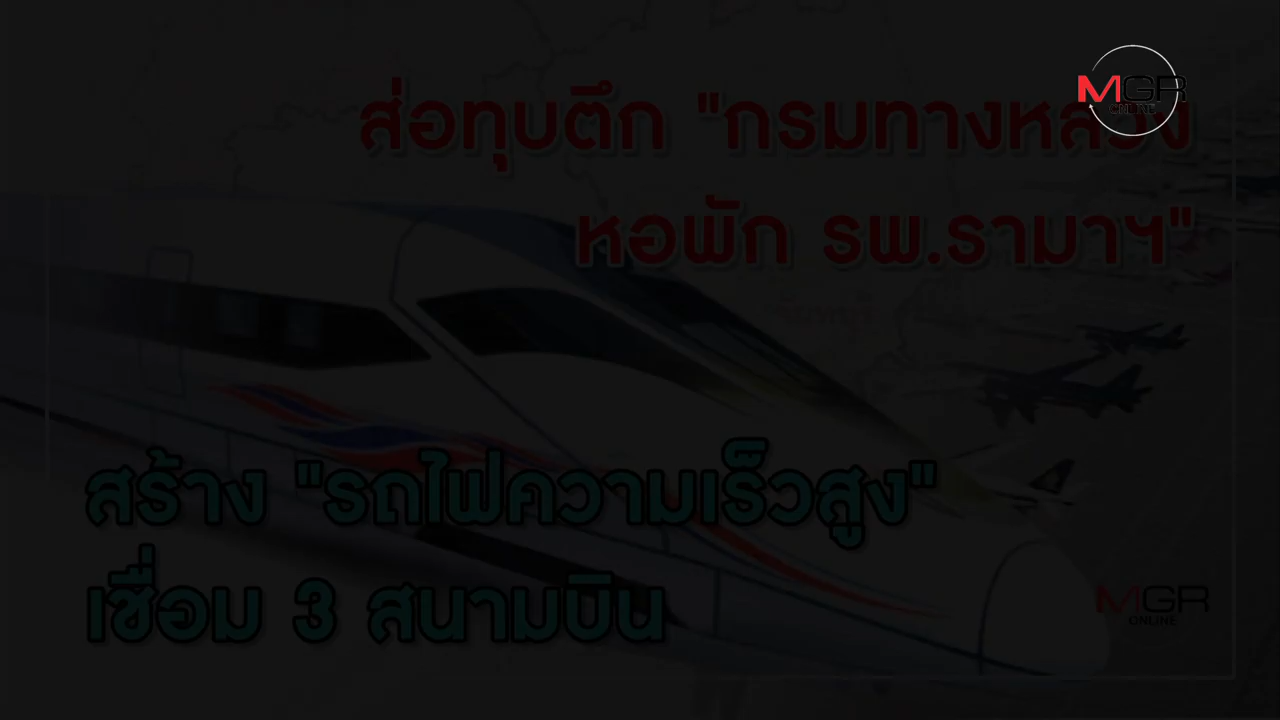 MGR
ONLINE
ส่อทุบตึก "กรมทางหลวง
หอพัก รพ.รามาฯ"
สร้าง "รถไฟความเร็วสูง"
เชื่อม 3 สนามบิน
MGR
ONLINE